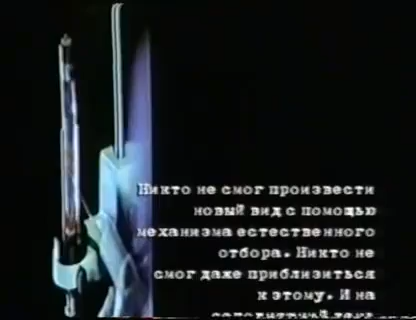 Никто не смог произвести
новый вид с помощью
механизма естественного
отбора. Никто не
смог даже приблизиться
к этому. И на